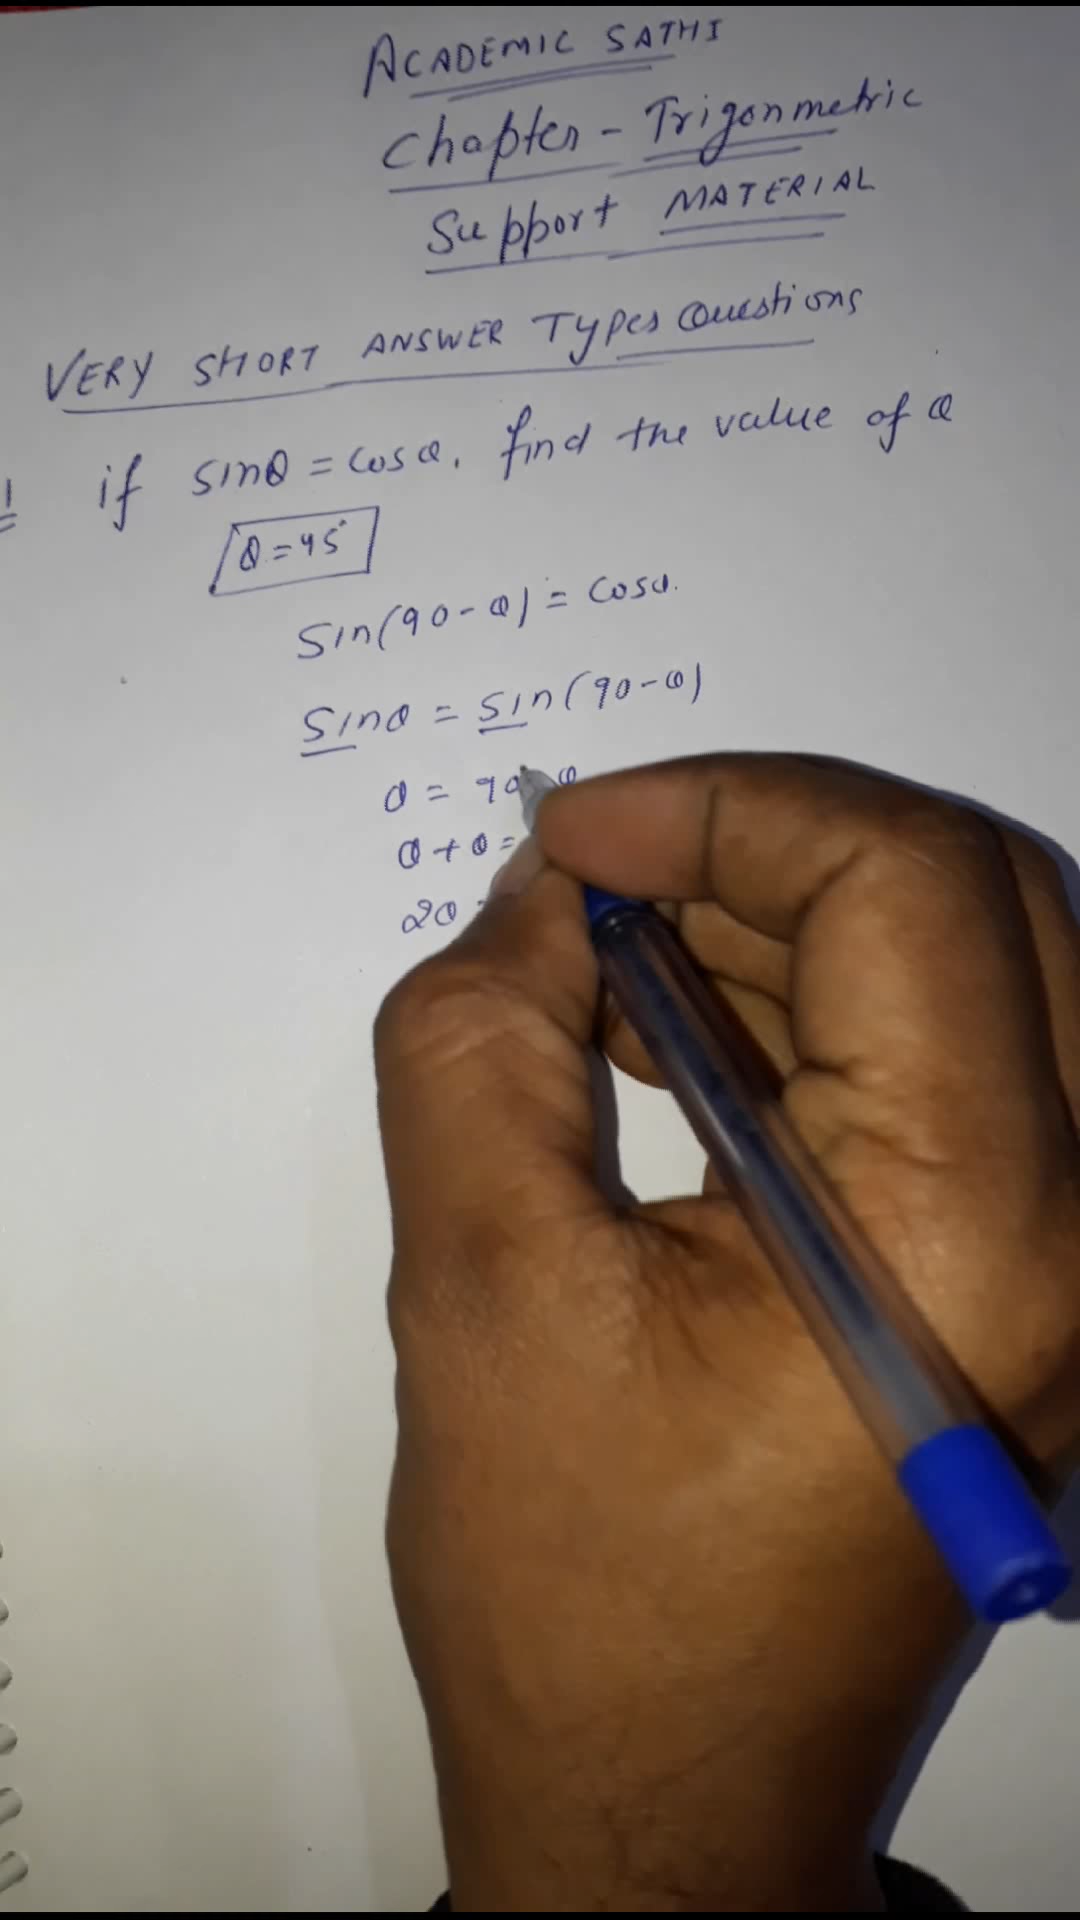 ACADEMIC SATHI
Chapter - Trigonmetric
Support MATERIAL
VERY SHORT ANSWER Types Questions
1 if sinθ = cosθ, find the value of θ
θ = 45°
Sin(90-θ) = cosθ.
Sinθ = Sin(90-θ)
θ = 90 θ
θ + θ =
2θ =